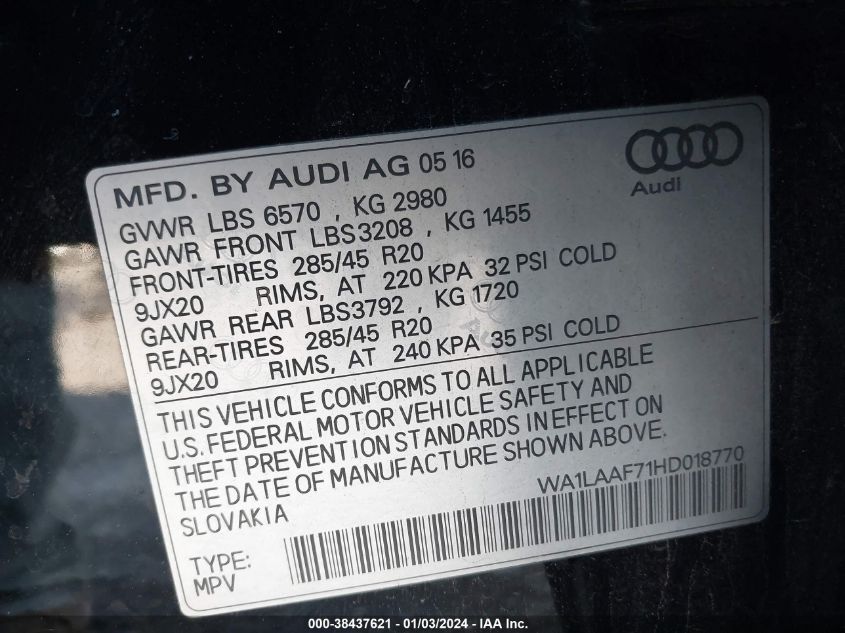 MFD. BY AUDI AG 05 16
Audi
GVWR LBS 6570 , KG 2980
GAWR FRONT LBS3208 , KG 1455
FRONT-TIRES 285/45 R20
9JX20 RIMS, AT 220 KPA 32 PSI COLD
GAWR REAR LBS3792 , KG 1720
REAR-TIRES 285/45 R20
9JX20 RIMS, AT 240 KPA 35 PSI COLD
THIS VEHICLE CONFORMS TO ALL APPLICABLE
U.S. FEDERAL MOTOR VEHICLE SAFETY AND
THEFT PREVENTION STANDARDS IN EFFECT ON
THE DATE OF MANUFACTURE SHOWN ABOVE.
SLOVAKIA WA1LAAF71HD018770
TYPE:
MPV
000-38437621 - 01/03/2024 - IAA Inc.